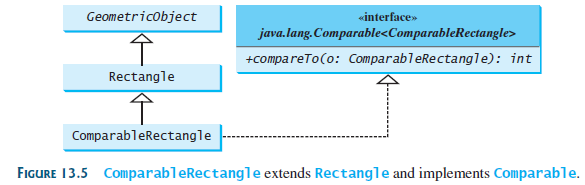 GeometricObject
«interface»
java.lang.Comparable<ComparableRectangle>
+compareTo(o: ComparableRectangle): int
Rectangle
ComparableRectangle
FIGURE 13.5 ComparableRectangle extends Rectangle and implements Comparable.